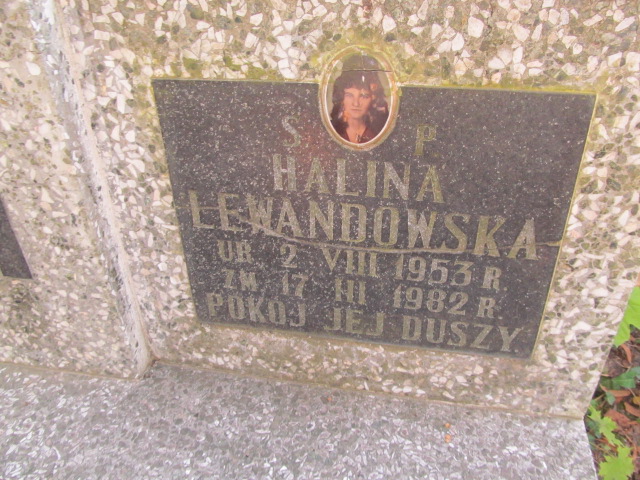 Ś P
HALINA
LEWANDOWSKA
UR 2 VIII 1953 R
ZM 17 III 1982 R.
POKÓJ JEJ DUSZY